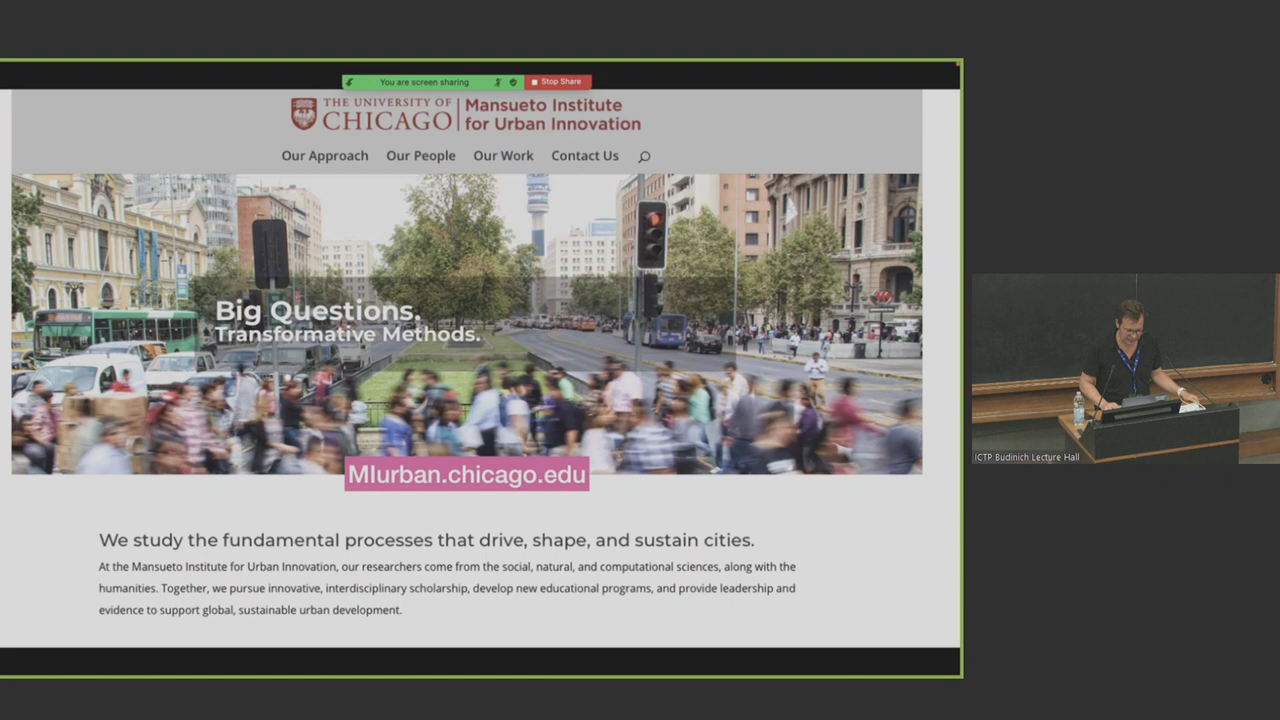 You are screen sharing
Stop Share
THE UNIVERSITY OF
CHICAGO
Mansueto Institute
for Urban Innovation
Our Approach Our People Our Work Contact Us
Big Questions.
Transformative Methods.
MIurban.chicago.edu
We study the fundamental processes that drive, shape, and sustain cities.
At the Mansueto Institute for Urban Innovation, our researchers come from the social, natural, and computational sciences, along with the
humanities. Together, we pursue innovative, interdisciplinary scholarship, develop new educational programs, and provide leadership and
evidence to support global, sustainable urban development.
ICTP Budinich Lecture Hall